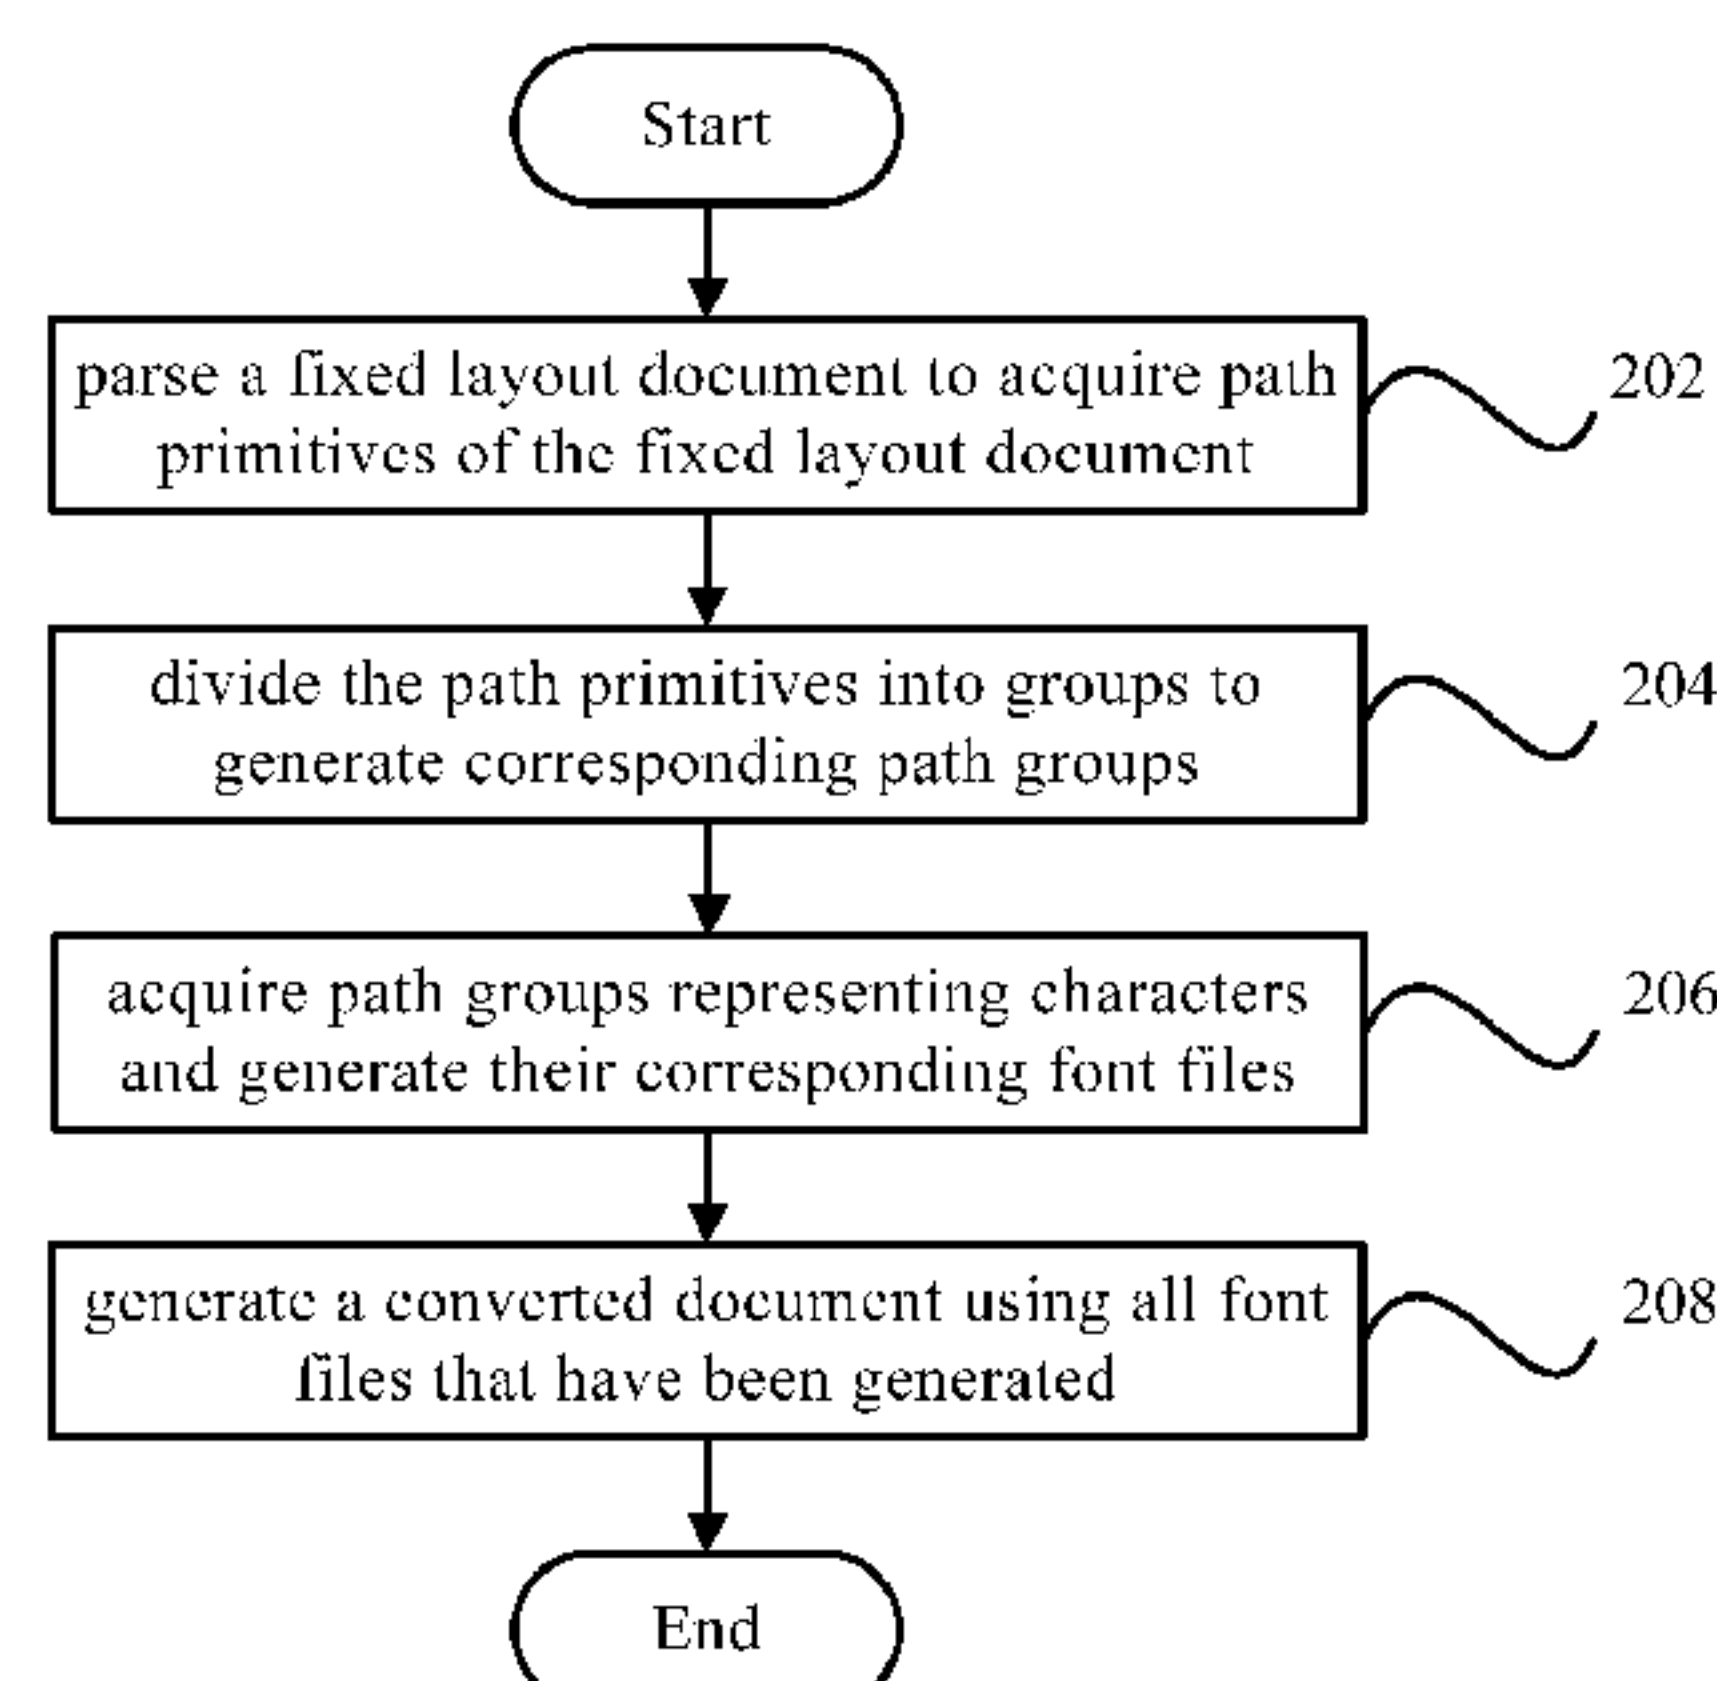 Start
parse a fixed layout document to acquire path
primitives of the fixed layout document
202
divide the path primitives into groups to
generate corresponding path groups
204
acquire path groups representing characters
and generate their corresponding font files
206
generate a converted document using all font
files that have been generated
208
End